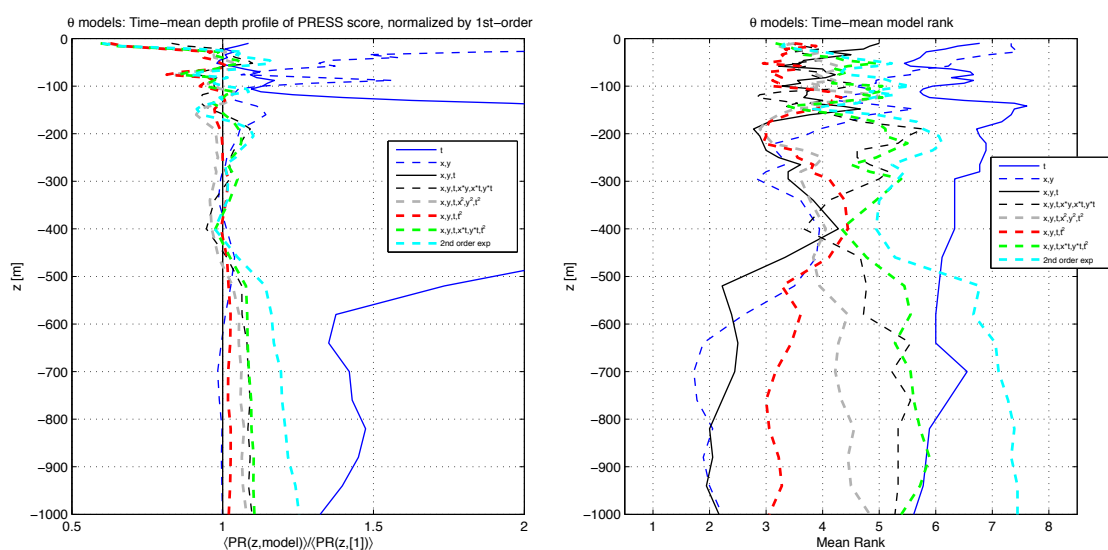 θ models: Time−mean depth profile of PRESS score, normalized by 1st−order
0
−100
−200
−300
−400
−500
−600
−700
−800
−900
−1000
z [m]
0.5
1
1.5
2
⟨PR(z,model)⟩/⟨PR(z,[1])⟩
t
x,y
x,y,t
x,y,t,x*y,x*t,y*t
x,y,t,x²,y²,t²
x,y,t,t²
x,y,t,x*t,y*t,t²
2nd order exp
θ models: Time−mean model rank
0
−100
−200
−300
−400
−500
−600
−700
−800
−900
−1000
z [m]
1
2
3
4
5
6
7
8
Mean Rank
t
x,y
x,y,t
x,y,t,x*y,x*t,y*t
x,y,t,x²,y²,t²
x,y,t,t²
x,y,t,x*t,y*t,t²
2nd order exp